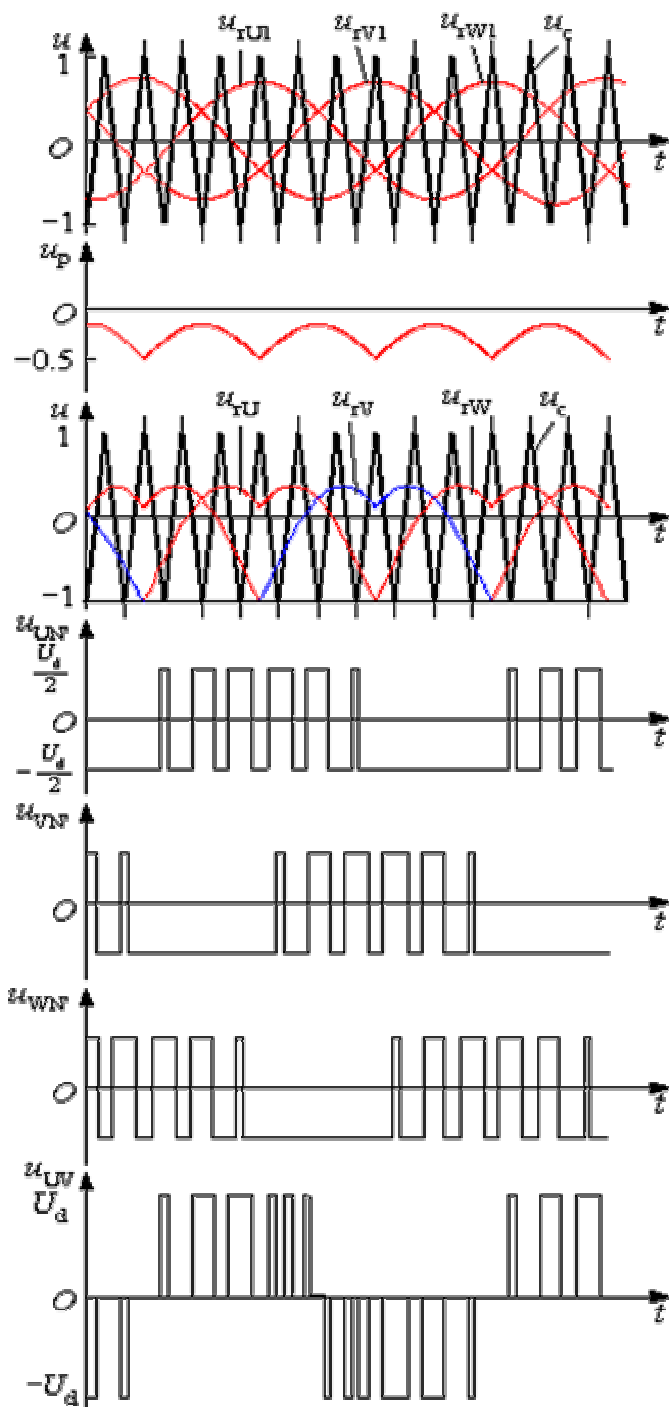 u u_rU1 u_rV1 u_rW1 u_c
1
O t
-1
u_P
O t
-0.5
u u_rU u_rV u_rW u_c
1
O t
-1
u_UN'
U_d/2
O t
-U_d/2
u_VN'
O t
u_WN'
O t
u_UV
U_d
O t
-U_d